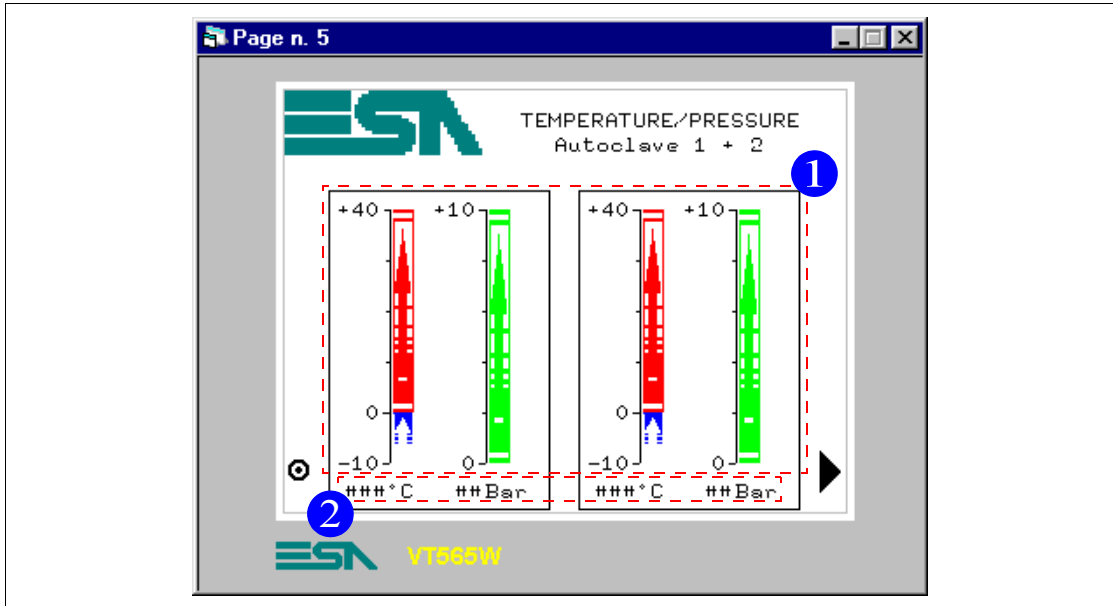 Page n. 5
ESA
TEMPERATURE/PRESSURE
Autoclave 1 + 2
1
+40 +10 +40 +10
0 0
-10 0 -10 0
###°C ##Bar ###°C ##Bar
2
ESA VT565W